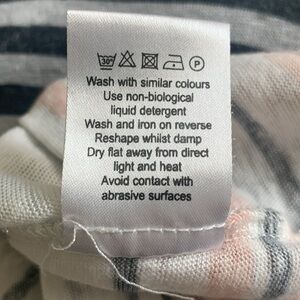 30°
P
Wash with similar colours
Use non-biological
liquid detergent
Wash and iron on reverse
Reshape whilst damp
Dry flat away from direct
light and heat
Avoid contact with
abrasive surfaces